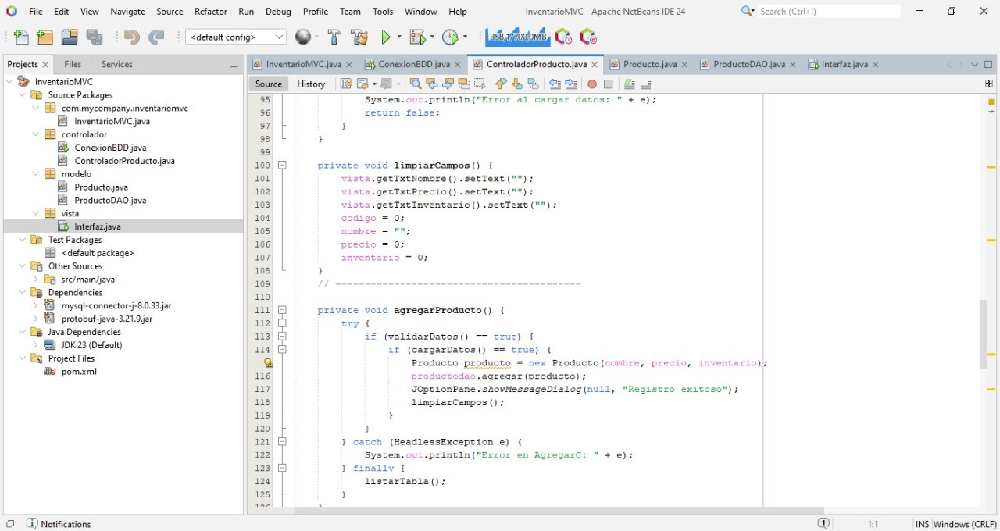 File Edit View Navigate Source Refactor Run Debug Profile Team Tools Window Help InventarioMVC - Apache NetBeans IDE 24 Search (Ctrl+I)
<default config> 358,1/700,0MB
Projects Files Services
InventarioMVC
Source Packages
com.mycompany.inventariomvc
InventarioMVC.java
controlador
ConexionBDD.java
ControladorProducto.java
modelo
Producto.java
ProductoDAO.java
vista
Interfaz.java
Test Packages
<default package>
Other Sources
src/main/java
Dependencies
mysql-connector-j-8.0.33.jar
protobuf-java-3.21.9.jar
Java Dependencies
JDK 23 (Default)
Project Files
pom.xml
InventarioMVC.java ConexionBDD.java ControladorProducto.java Producto.java ProductoDAO.java Interfaz.java
Source History
95 System.out.println("Error al cargar datos: " + e);
96 return false;
97 }
98 }
99
100 private void limpiarCampos() {
101 vista.getTxtNombre().setText("");
102 vista.getTxtPrecio().setText("");
103 vista.getTxtInventario().setText("");
104 codigo = 0;
105 nombre = "";
106 precio = 0;
107 inventario = 0;
108 }
109 // ------------------------------------------
110
111 private void agregarProducto() {
112 try {
113 if (validarDatos() == true) {
114 if (cargarDatos() == true) {
Producto producto = new Producto(nombre, precio, inventario);
116 productodao.agregar(producto);
117 JOptionPane.showMessageDialog(null, "Registro exitoso");
118 limpiarCampos();
119 }
120 }
121 } catch (HeadlessException e) {
122 System.out.println("Error en AgregarC: " + e);
123 } finally {
124 listarTabla();
125 }
Notifications 1 1:1 INS Windows (CRLF)